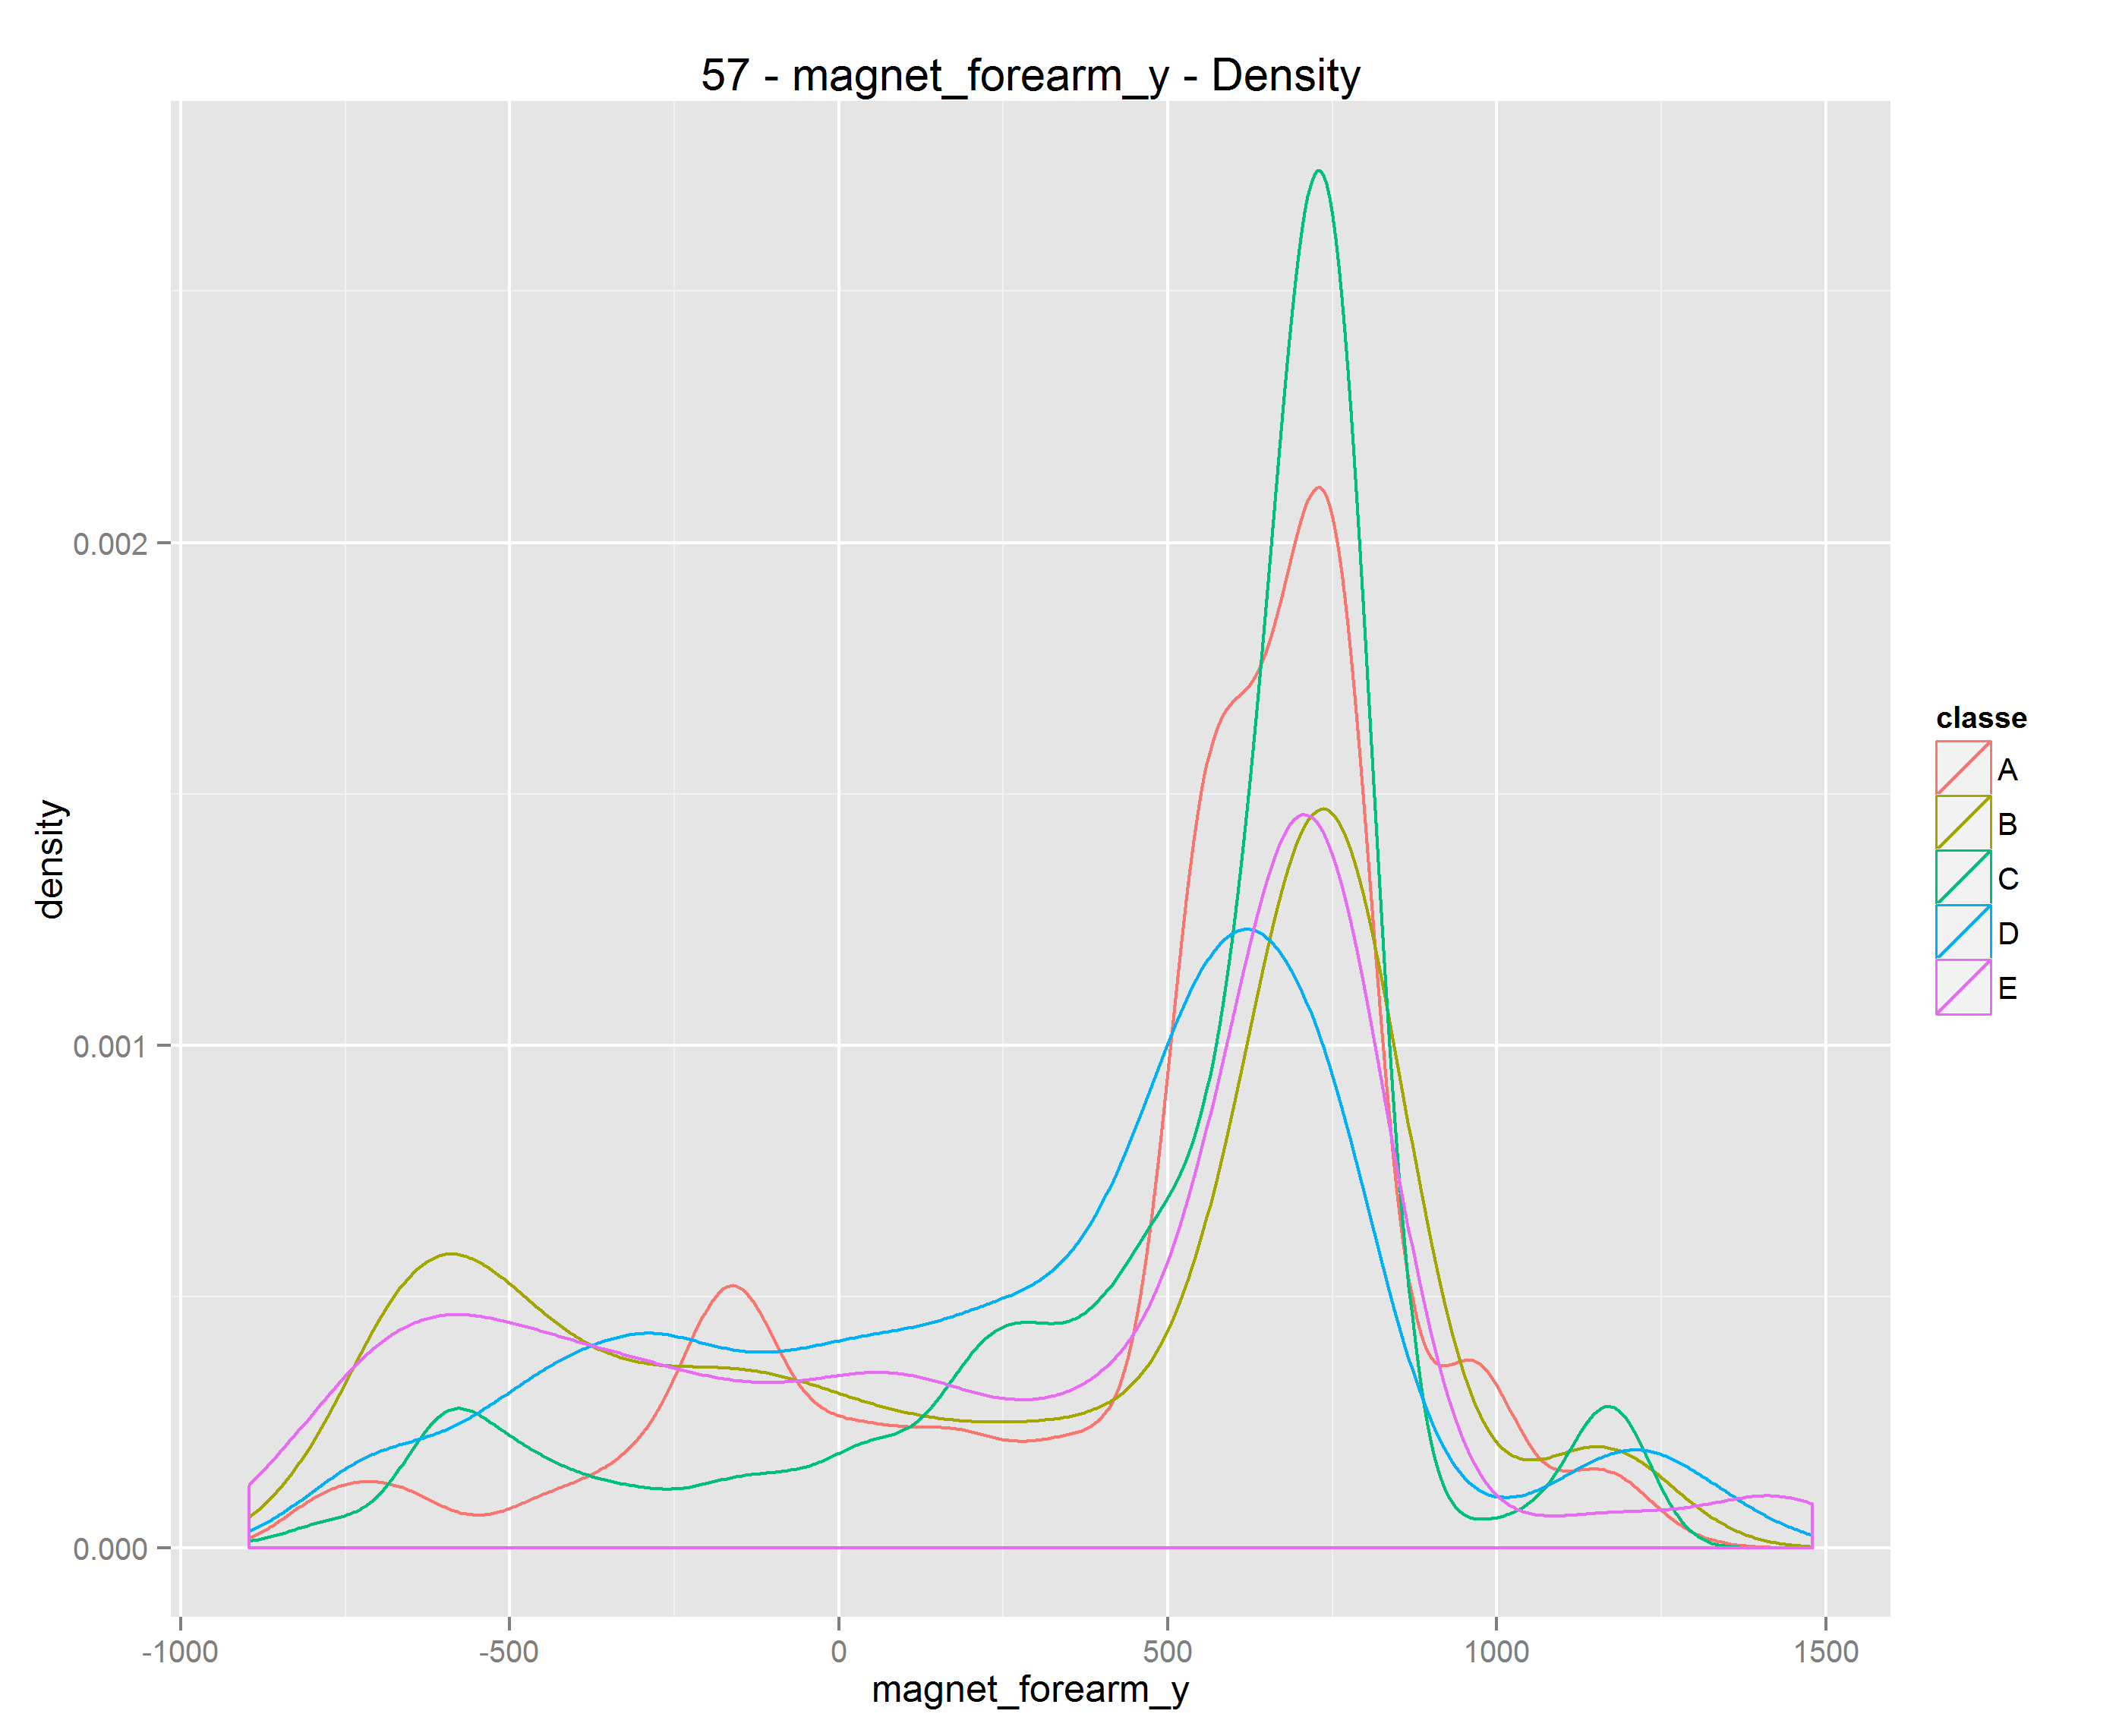 57 - magnet_forearm_y - Density
density
0.002
0.001
0.000
-1000
-500
0
500
1000
1500
magnet_forearm_y
classe
A
B
C
D
E